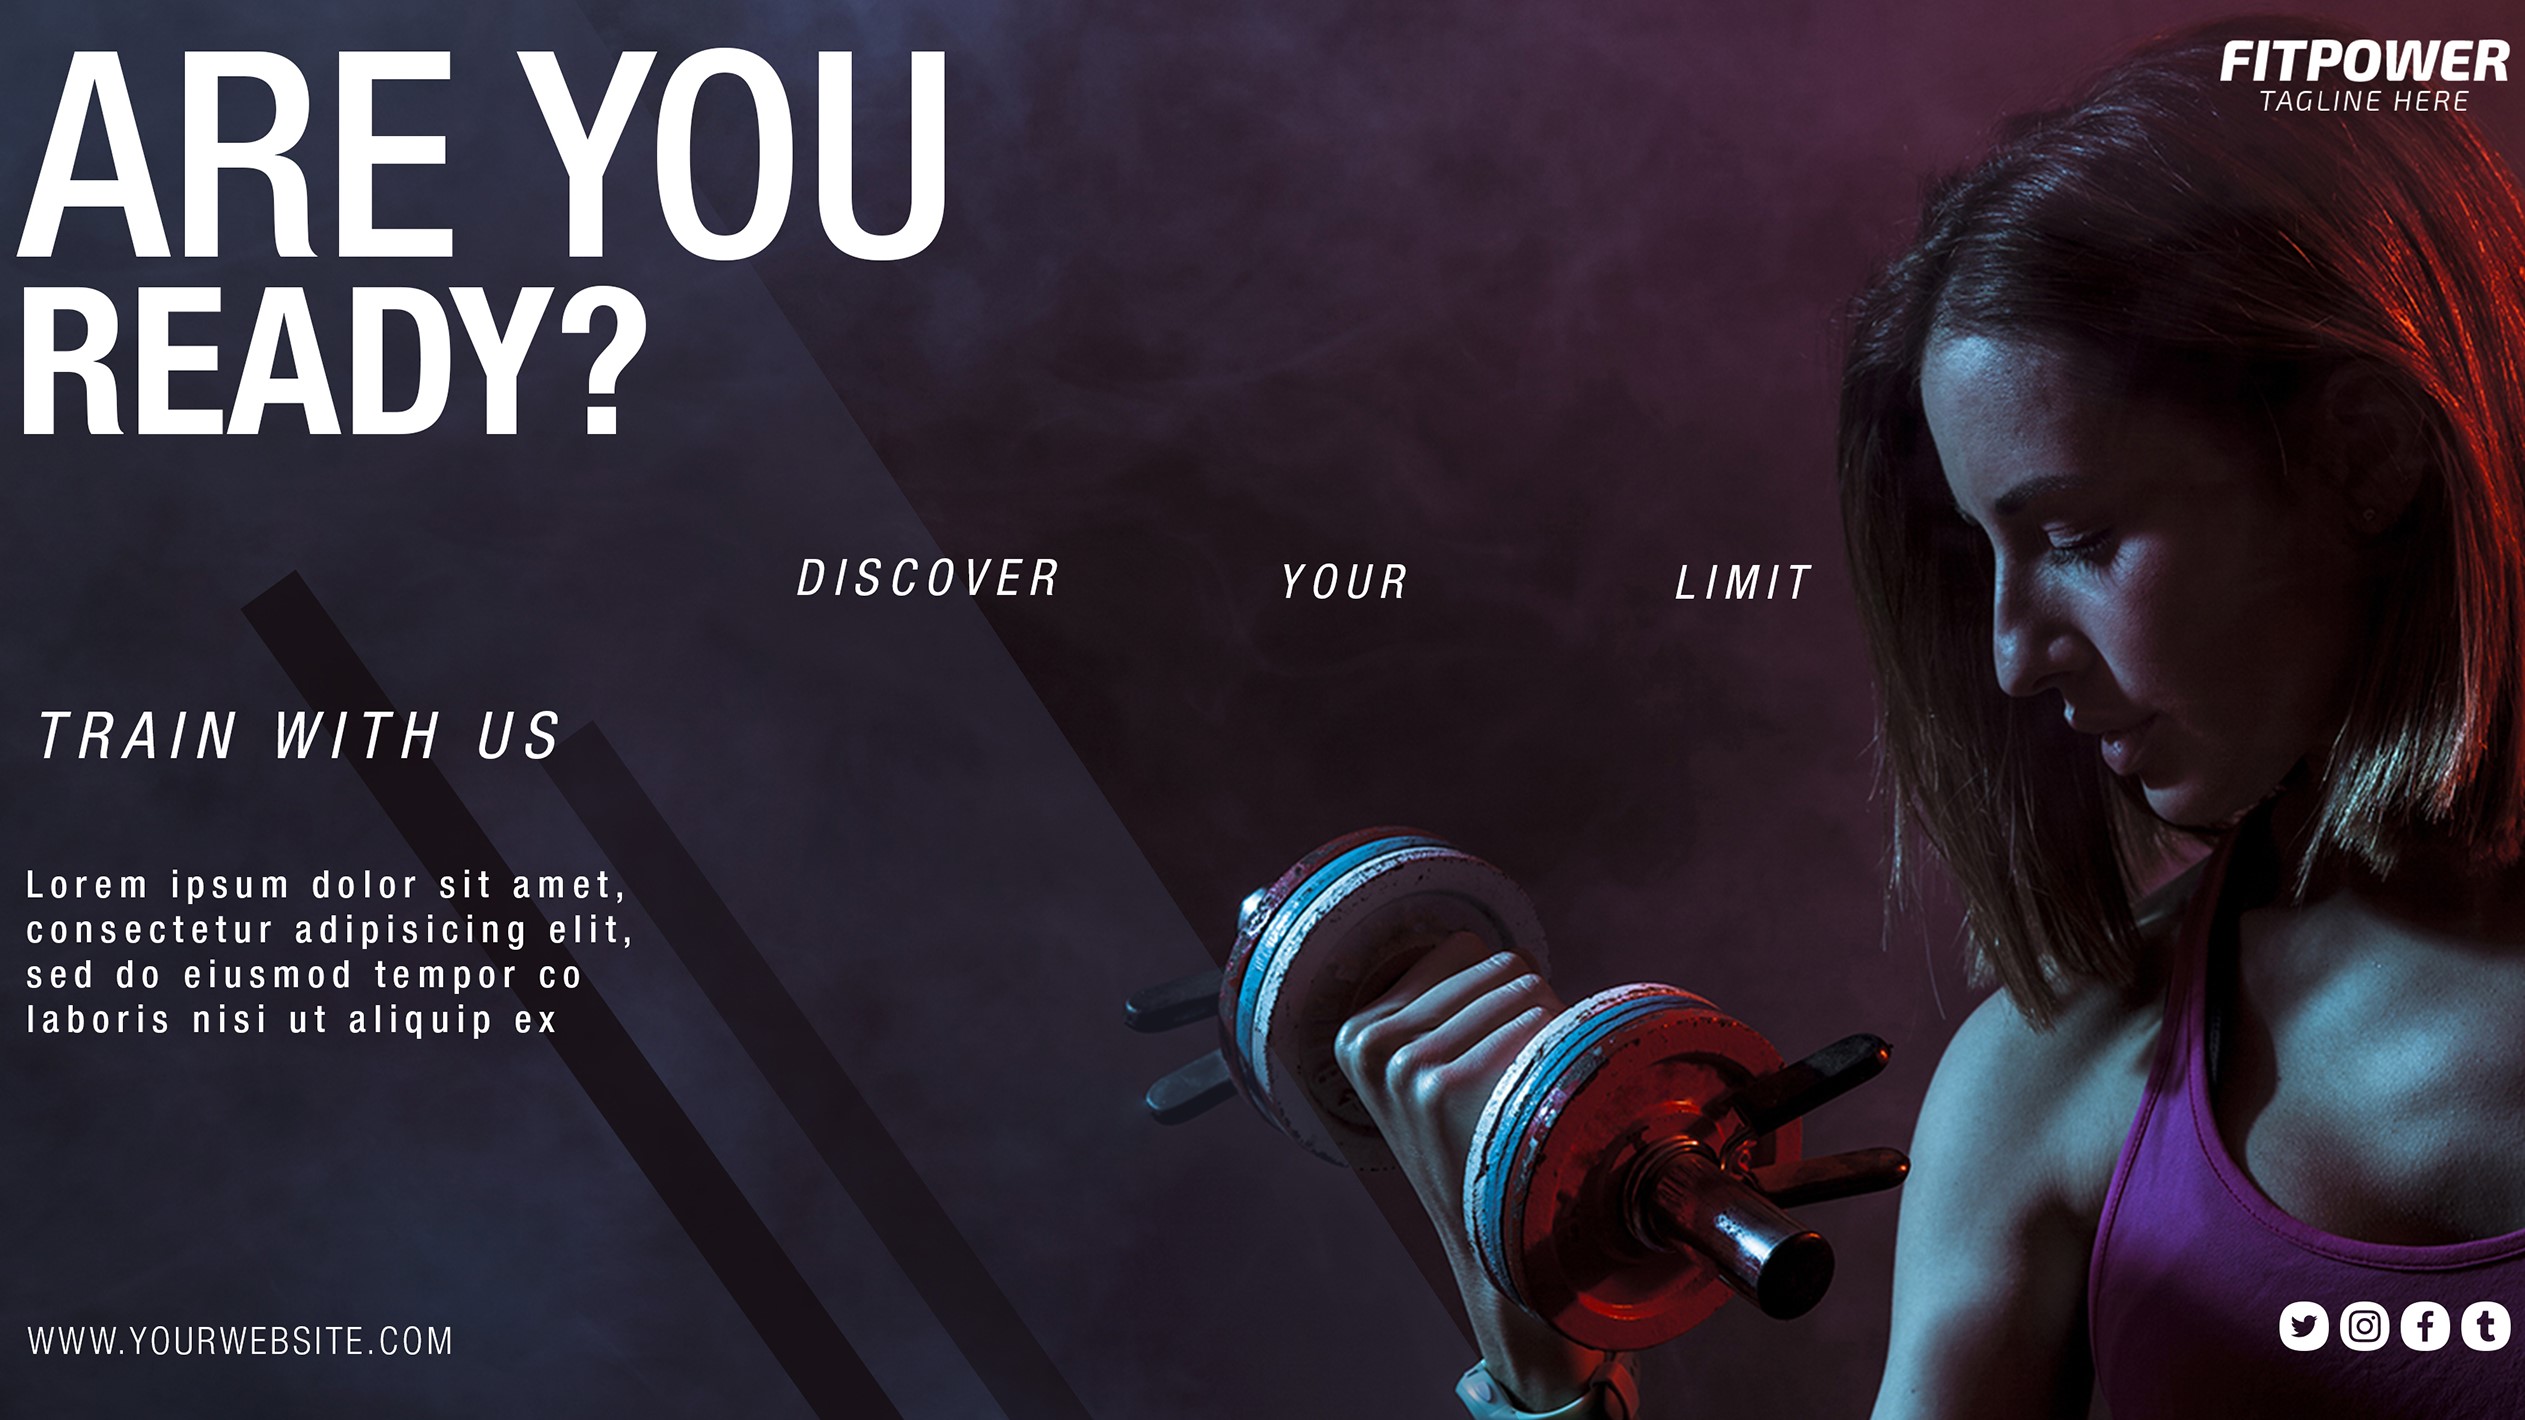 ARE YOU
READY?
FITPOWER
TAGLINE HERE
DISCOVER YOUR LIMIT
TRAIN WITH US
Lorem ipsum dolor sit amet,
consectetur adipisicing elit,
sed do eiusmod tempor co
laboris nisi ut aliquip ex
WWW.YOURWEBSITE.COM